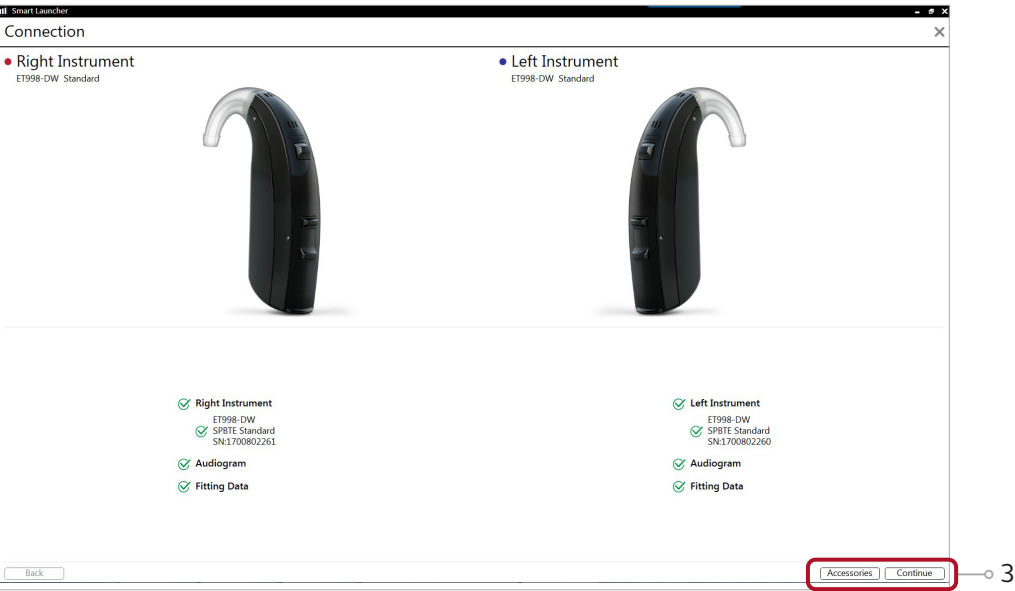 Smart Launcher
Connection
Right Instrument
ET998-DW Standard
Left Instrument
ET998-DW Standard
Right Instrument
ET998-DW
SPBTE Standard
SN:1700802261
Audiogram
Fitting Data
Left Instrument
ET998-DW
SPBTE Standard
SN:1700802260
Audiogram
Fitting Data
Back
Accessories
Continue
3